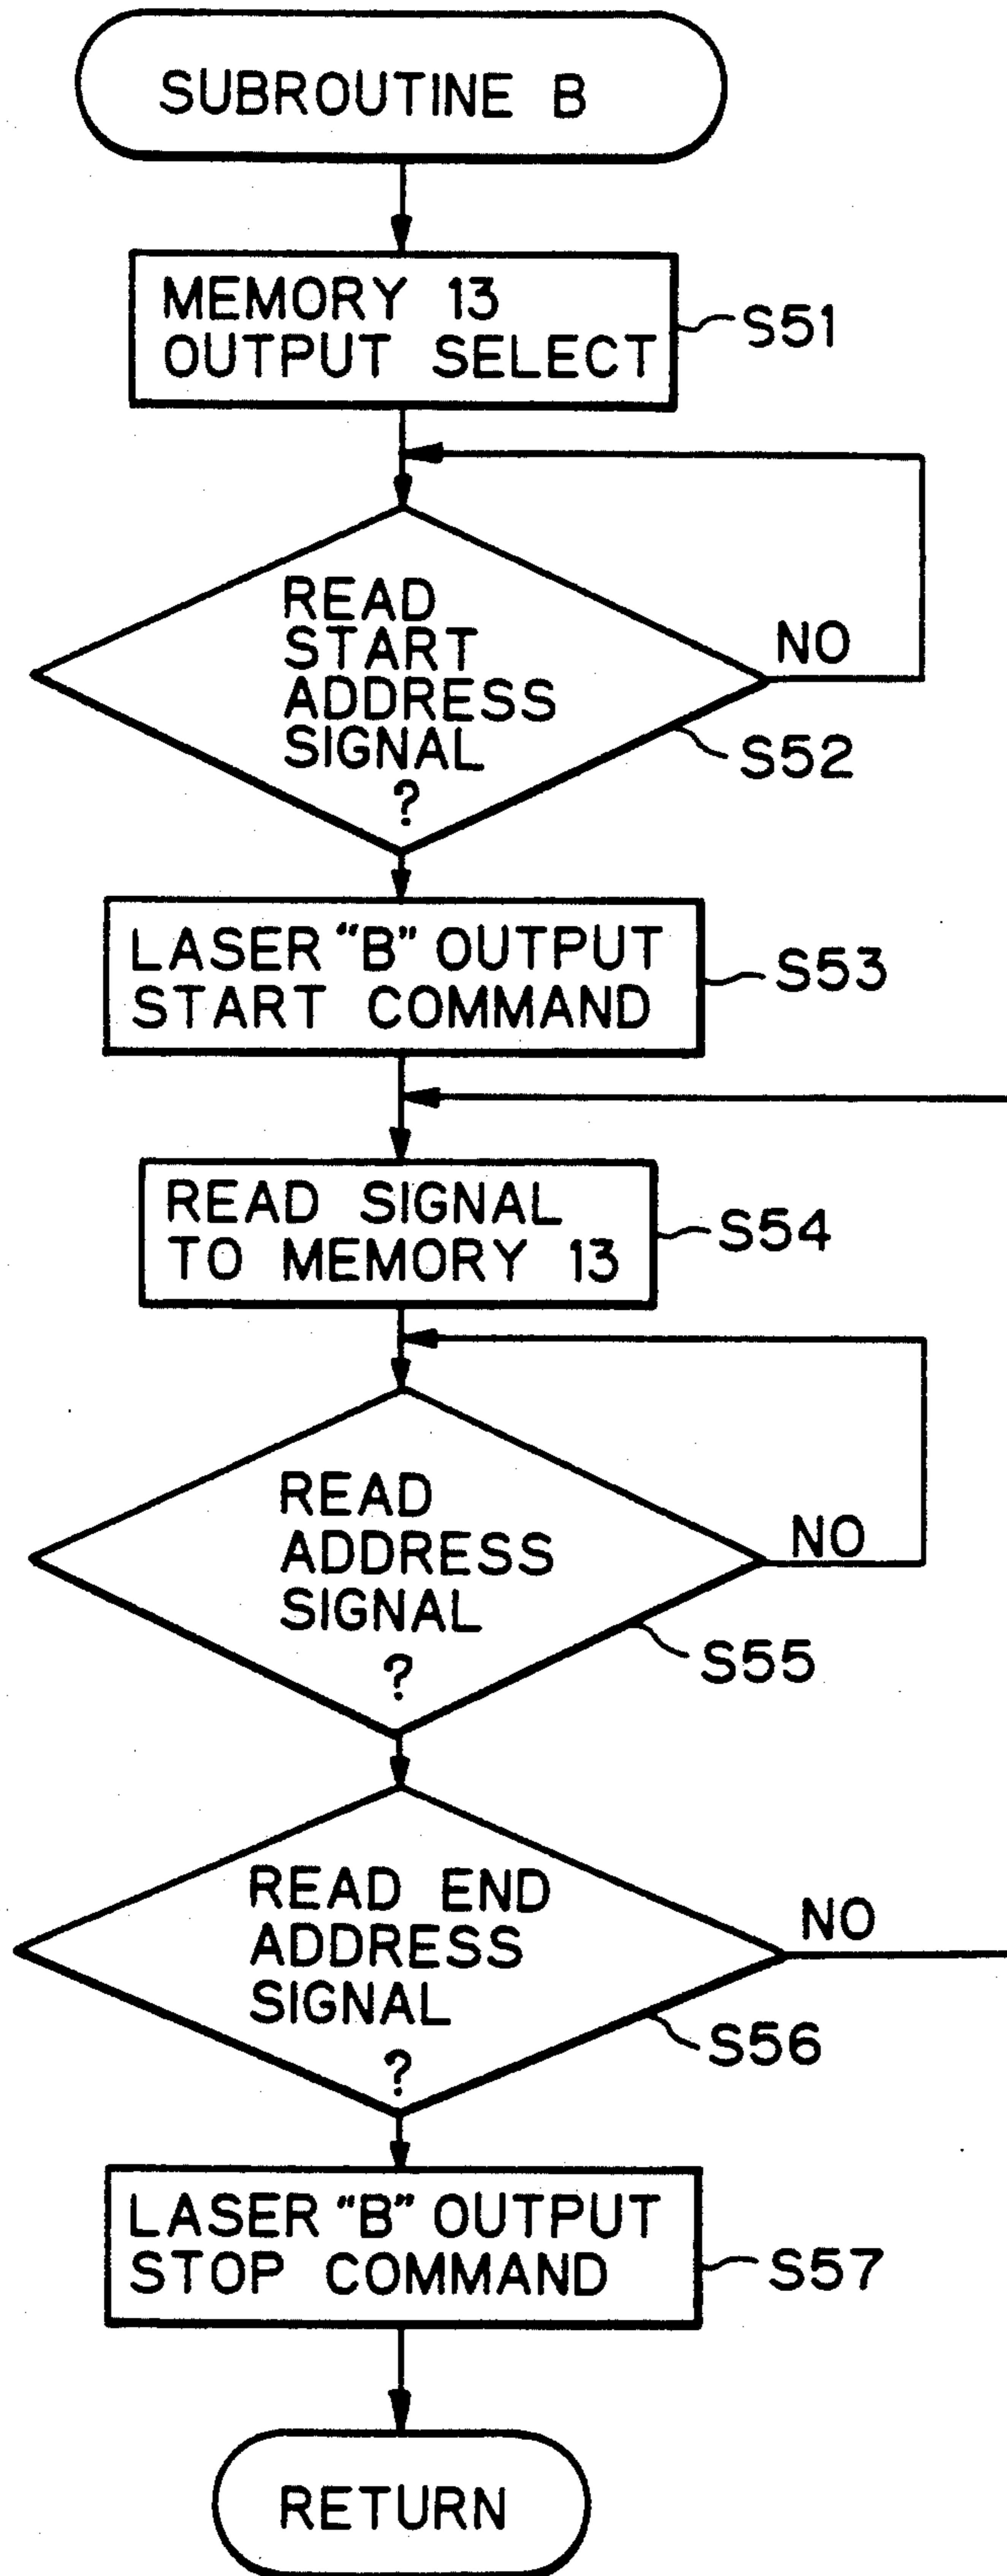 SUBROUTINE B
MEMORY 13
OUTPUT SELECT
S51
READ
START
ADDRESS
SIGNAL
?
NO
S52
LASER "B" OUTPUT
START COMMAND
S53
READ SIGNAL
TO MEMORY 13
S54
READ
ADDRESS
SIGNAL
?
NO
S55
READ END
ADDRESS
SIGNAL
?
NO
S56
LASER "B" OUTPUT
STOP COMMAND
S57
RETURN